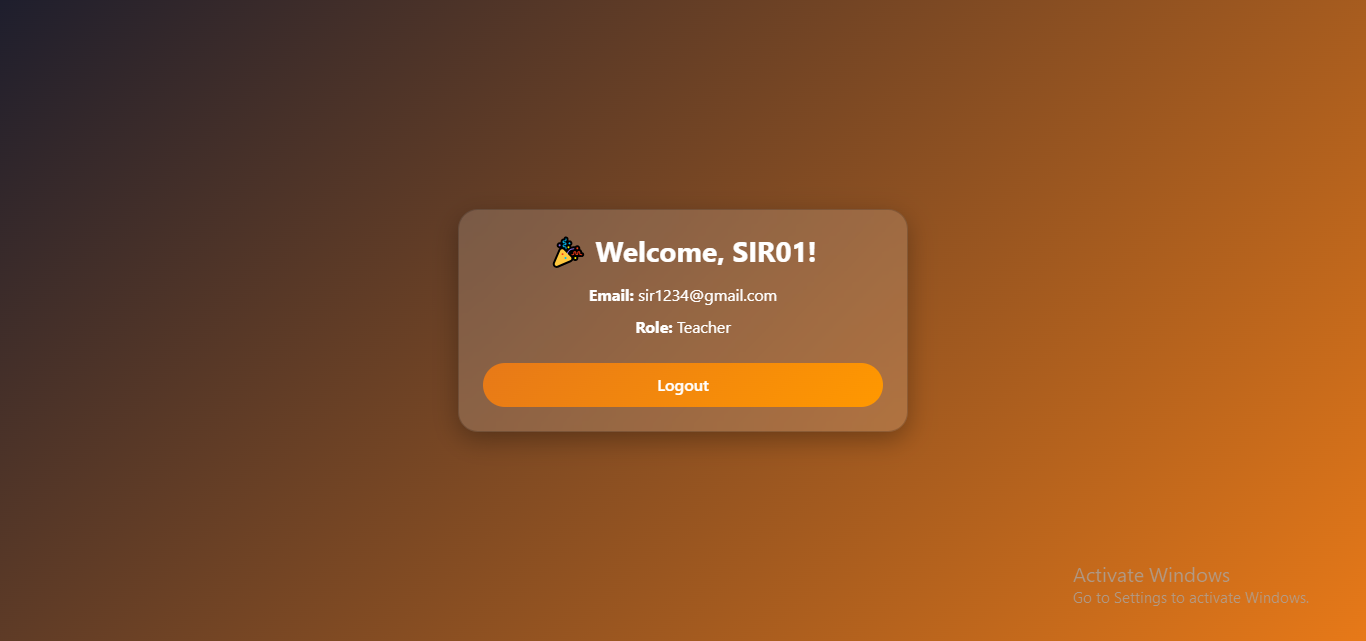 🎉 Welcome, SIR01!
Email: sir1234@gmail.com
Role: Teacher
Logout
Activate Windows
Go to Settings to activate Windows.